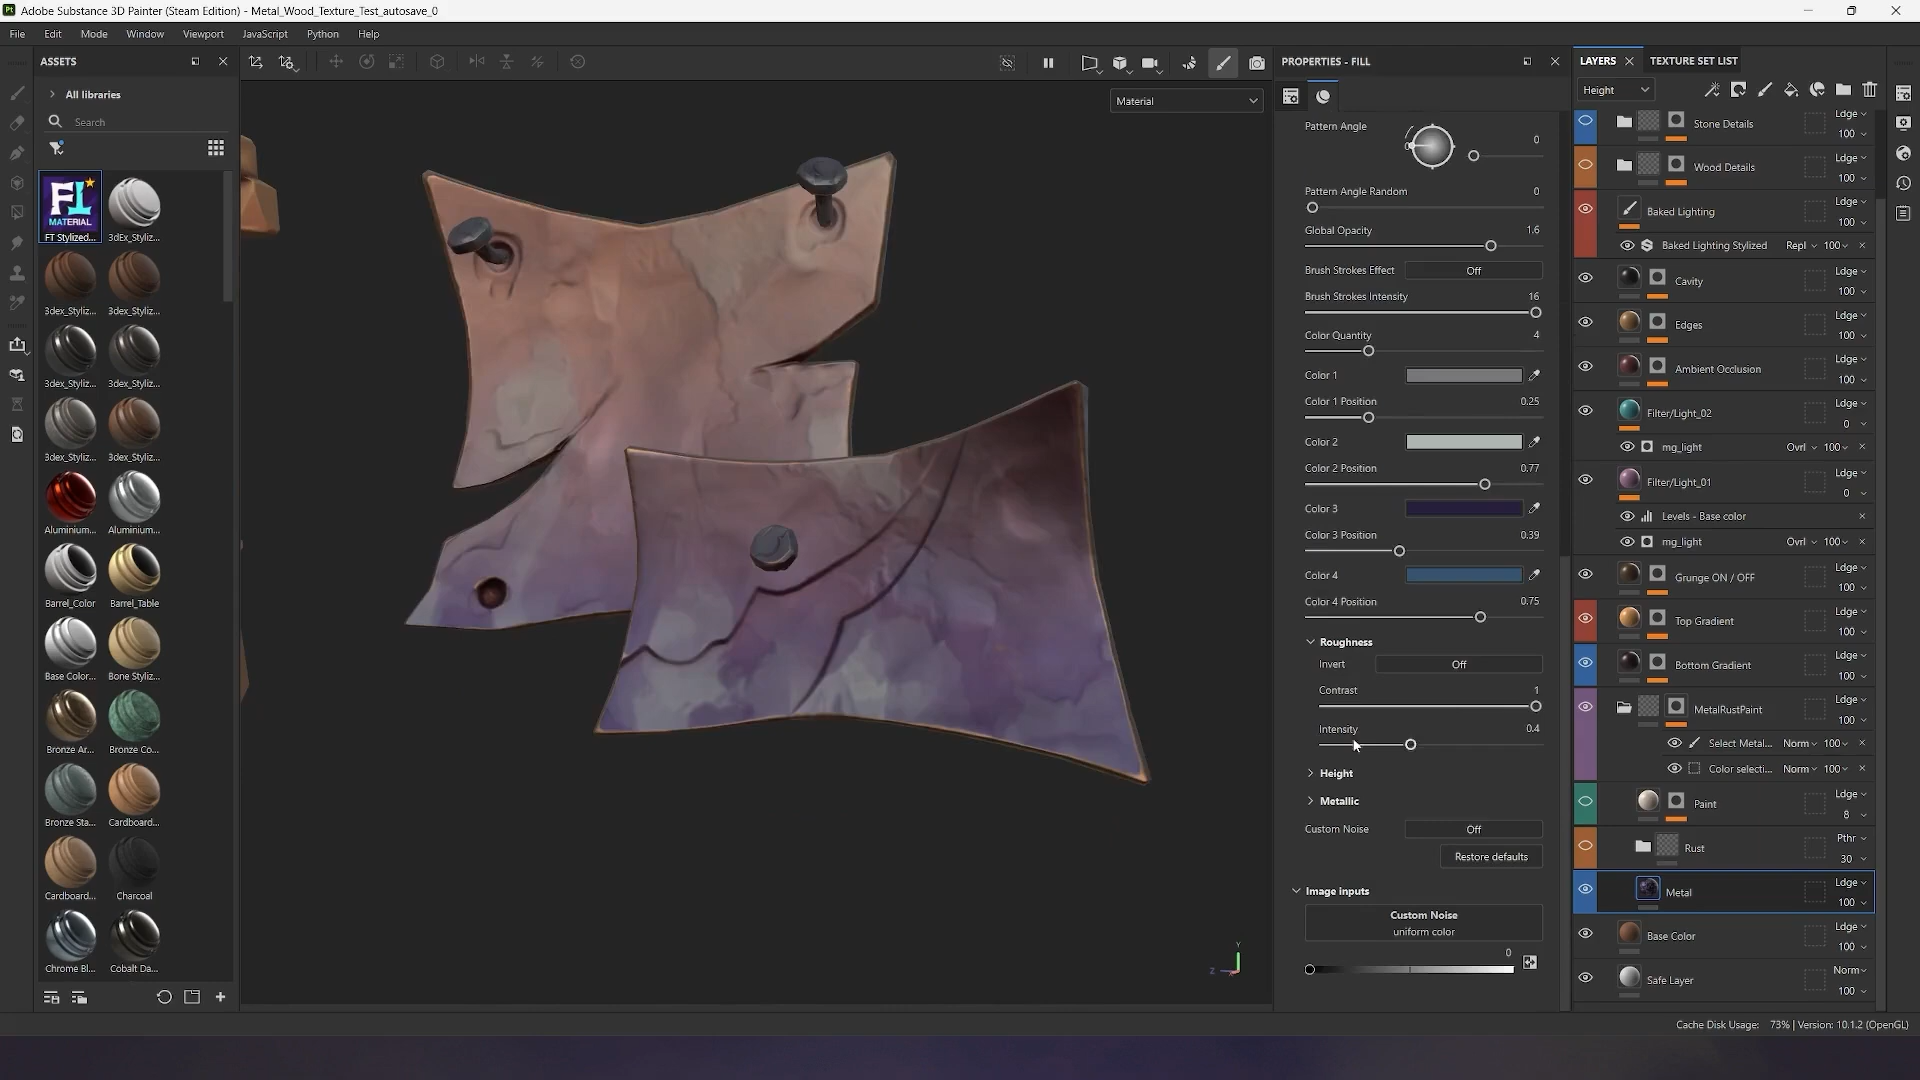 Adobe Substance 3D Painter (Steam Edition) - Metal_Wood_Texture_Test_autosave_0
File Edit Mode Window Viewport JavaScript Python Help
ASSETS
All libraries
Search
FT Stylized... 3dEx_Styliz...
3dex_Styliz... 3dex_Styliz...
3dex_Styliz... 3dex_Styliz...
3dex_Styliz... 3dex_Styliz...
Aluminium... Aluminium...
Barrel_Color Barrel_Table
Base Color... Bone Styliz...
Bronze Ar... Bronze Co...
Bronze Sta... Cardboard...
Cardboard... Charcoal
Chrome Bl... Cobalt Da...
FT
MATERIAL
Material
Y
Z
PROPERTIES - FILL
Pattern Angle 0
Pattern Angle Random 0
Global Opacity 1.6
Brush Strokes Effect Off
Brush Strokes Intensity 16
Color Quantity 4
Color 1
Color 1 Position 0.25
Color 2
Color 2 Position 0.77
Color 3
Color 3 Position 0.39
Color 4
Color 4 Position 0.75
Roughness
Invert Off
Contrast 1
Intensity 0.4
Height
Metallic
Custom Noise Off
Restore defaults
Image inputs
Custom Noise
uniform color
0
LAYERS TEXTURE SET LIST
Height
Stone Details Ldge 100
Wood Details Ldge 100
Baked Lighting Ldge 100
Baked Lighting Stylized Repl 100
Cavity Ldge 100
Edges Ldge 100
Ambient Occlusion Ldge 100
Filter/Light_02 Ldge 0
mg_light Ovrl 100
Filter/Light_01 Ldge 0
Levels - Base color
mg_light Ovrl 100
Grunge ON / OFF Ldge 100
Top Gradient Ldge 100
Bottom Gradient Ldge 100
MetalRustPaint Ldge 100
Select Metal... Norm 100
Color selecti... Norm 100
Paint Ldge 8
Rust Pthr 30
Metal Ldge 100
Base Color Ldge 100
Safe Layer Norm 100
Cache Disk Usage: 73% | Version: 10.1.2 (OpenGL)